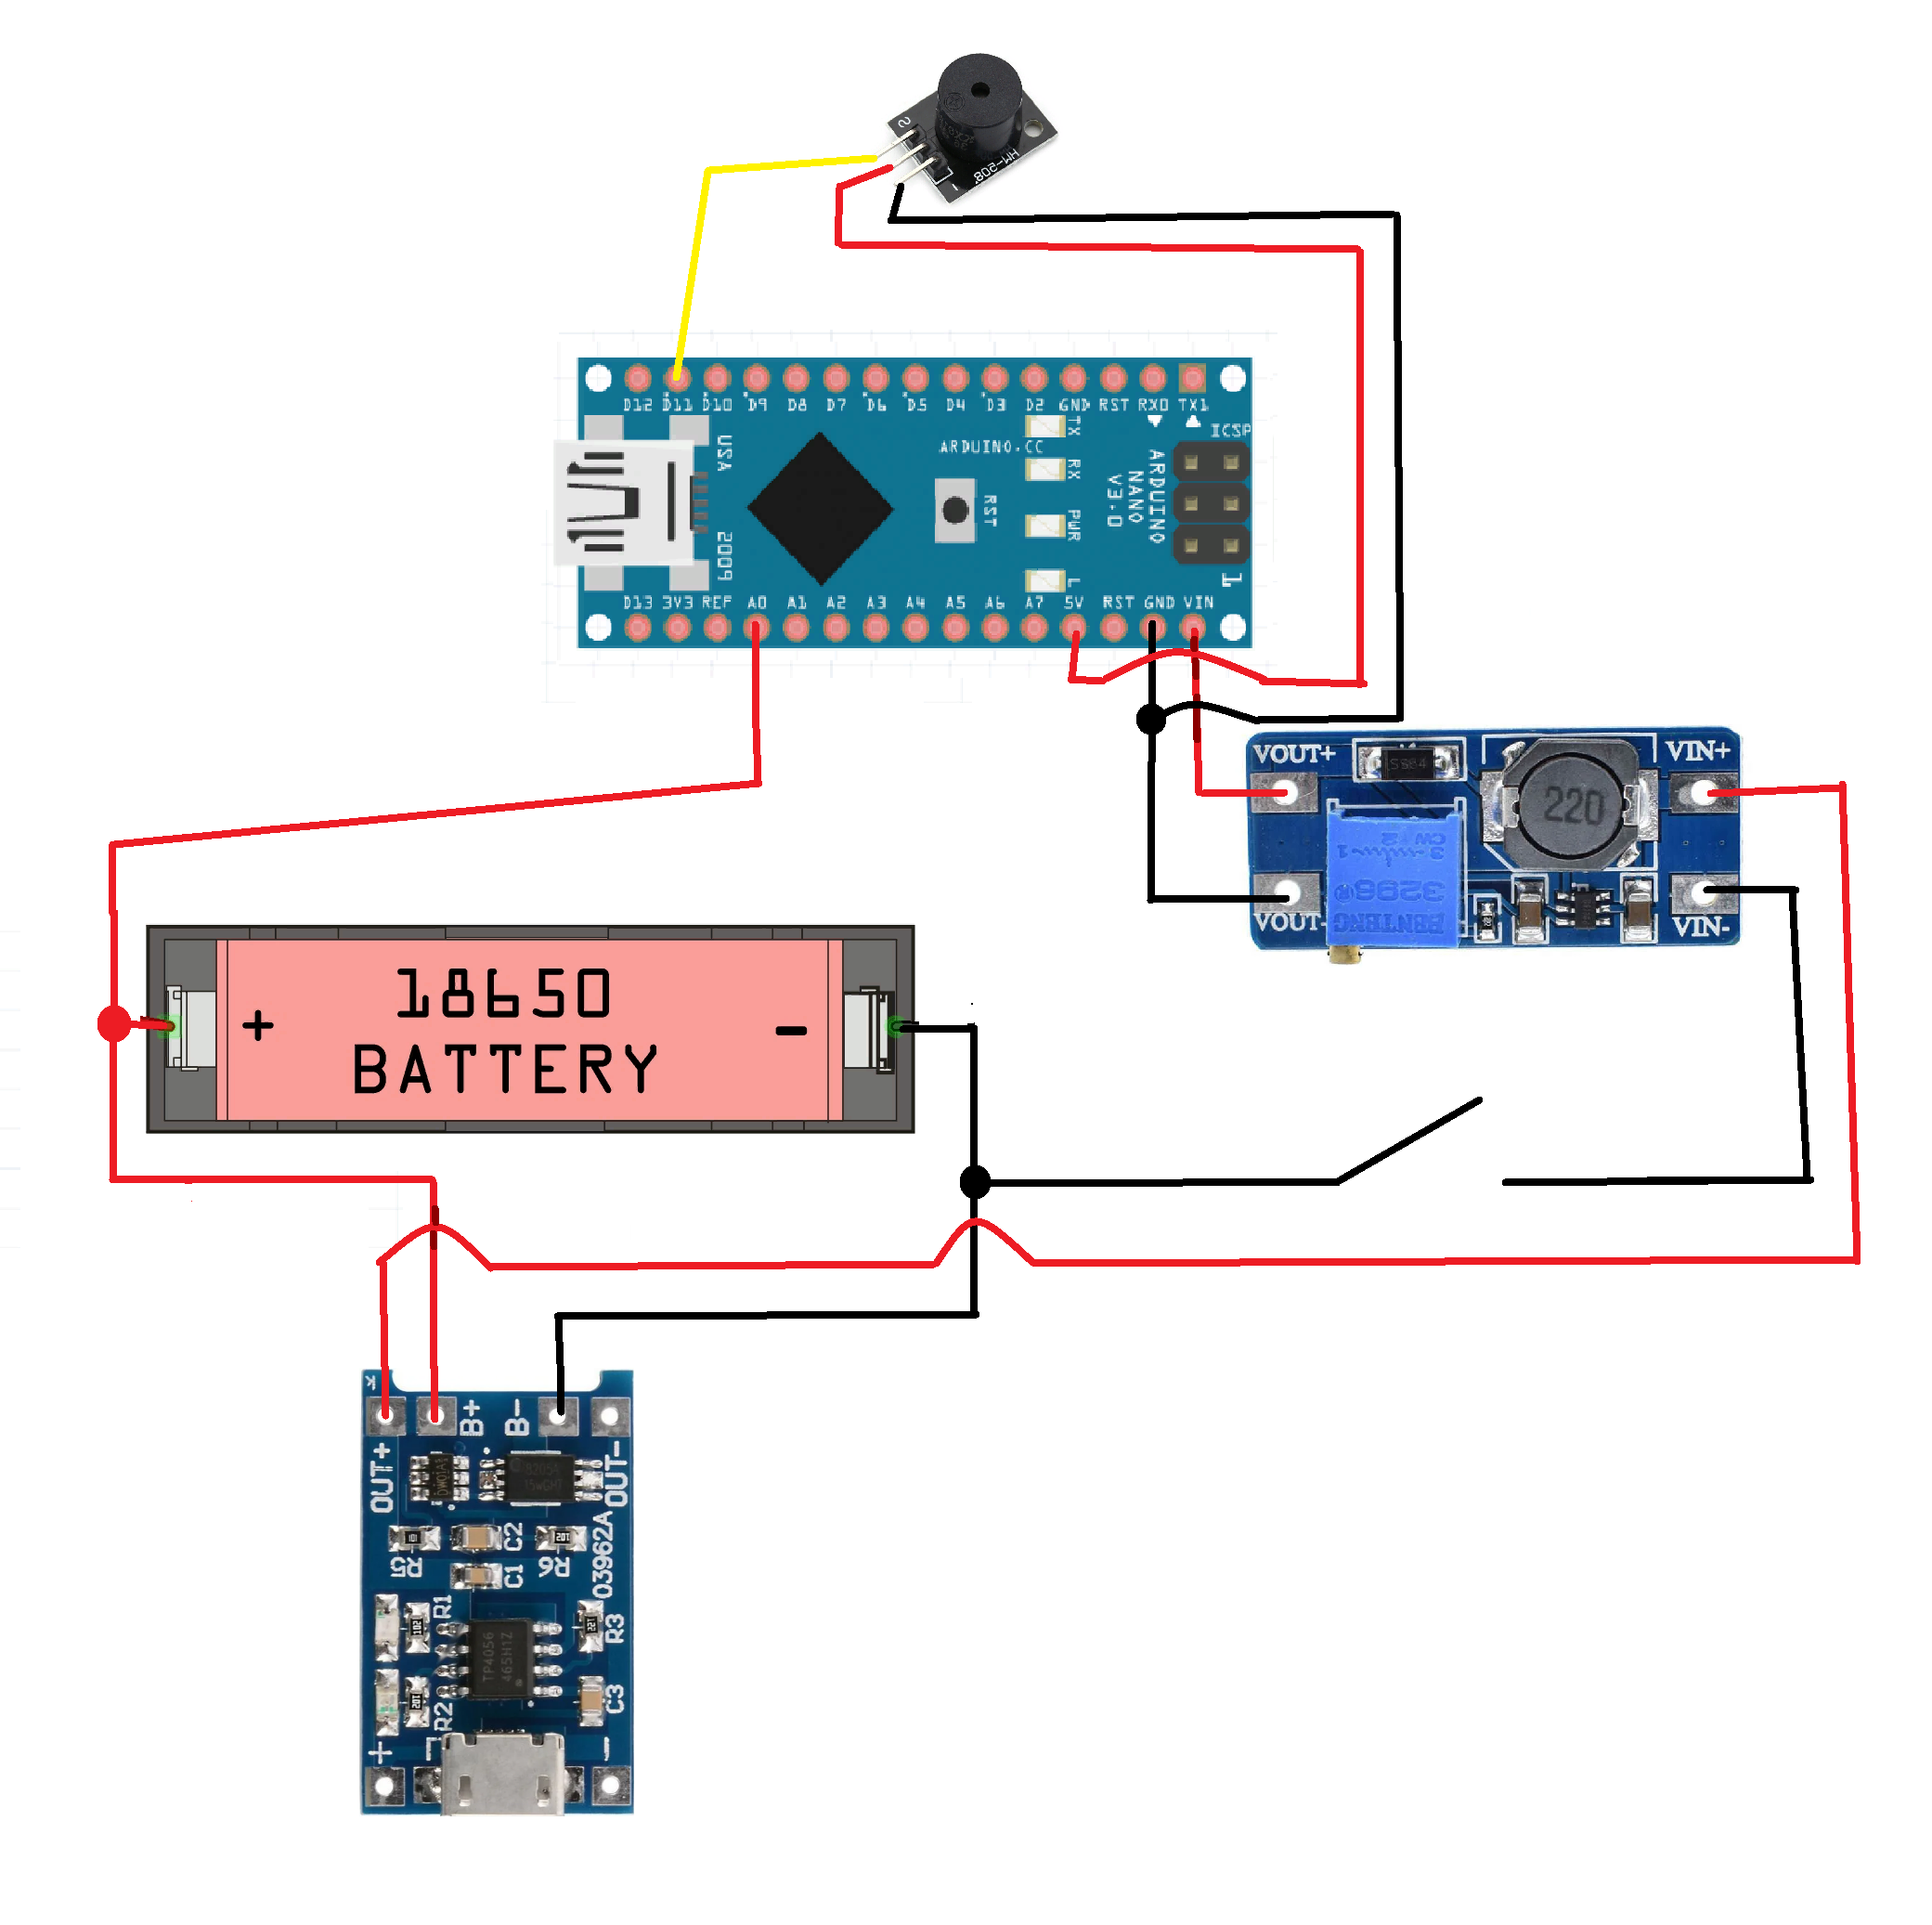 S
HW-508
-
D12 D11 D10 D9 D8 D7 D6 D5 D4 D3 D2 GND RST RX0 TX1
ICSP
USA
TX
ARDUINO.CC
RX
ARDUINO
NANO
V3.0
RST
PWR
2009
L
1
D13 3V3 REF A0 A1 A2 A3 A4 A5 A6 A7 5V RST GND VIN
VOUT+
VIN+
SS84
220
3296
BENTENG
VOUT-
VIN-
18650
+ -
BATTERY
B+
B-
OUT+
OUT-
C2
C1
R5
R6
03962A
R1
R3
TP4056
R2
C3
+
-